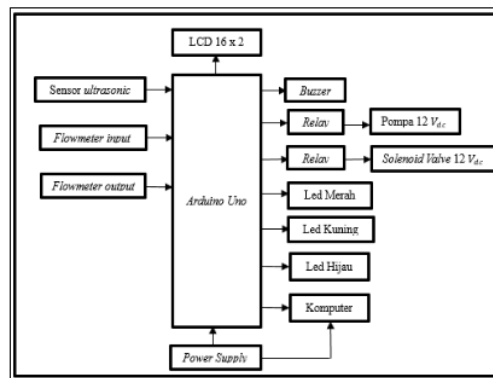 LCD 16 x 2
Sensor ultrasonic
Flowmeter input
Flowmeter output
Arduino Uno
Buzzer
Relay
Pompa 12 Vdc
Relay
Solenoid Valve 12 Vdc
Led Merah
Led Kuning
Led Hijau
Komputer
Power Supply